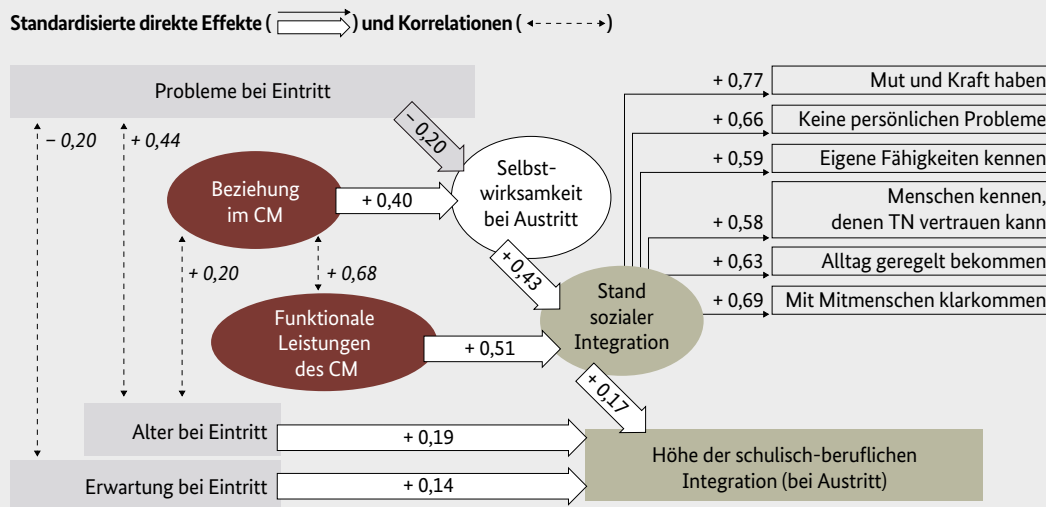 Standardisierte direkte Effekte ( ) und Korrelationen ( )
Probleme bei Eintritt
− 0,20
+ 0,44
− 0,20
Beziehung
im CM
+ 0,40
Selbst-
wirksamkeit
bei Austritt
+ 0,20
+ 0,68
+ 0,43
Funktionale
Leistungen
des CM
+ 0,51
Stand
sozialer
Integration
+ 0,77
Mut und Kraft haben
+ 0,66
Keine persönlichen Probleme
+ 0,59
Eigene Fähigkeiten kennen
+ 0,58
Menschen kennen,
denen TN vertrauen kann
+ 0,63
Alltag geregelt bekommen
+ 0,69
Mit Mitmenschen klarkommen
+ 0,17
Alter bei Eintritt
+ 0,19
Erwartung bei Eintritt
+ 0,14
Höhe der schulisch-beruflichen
Integration (bei Austritt)